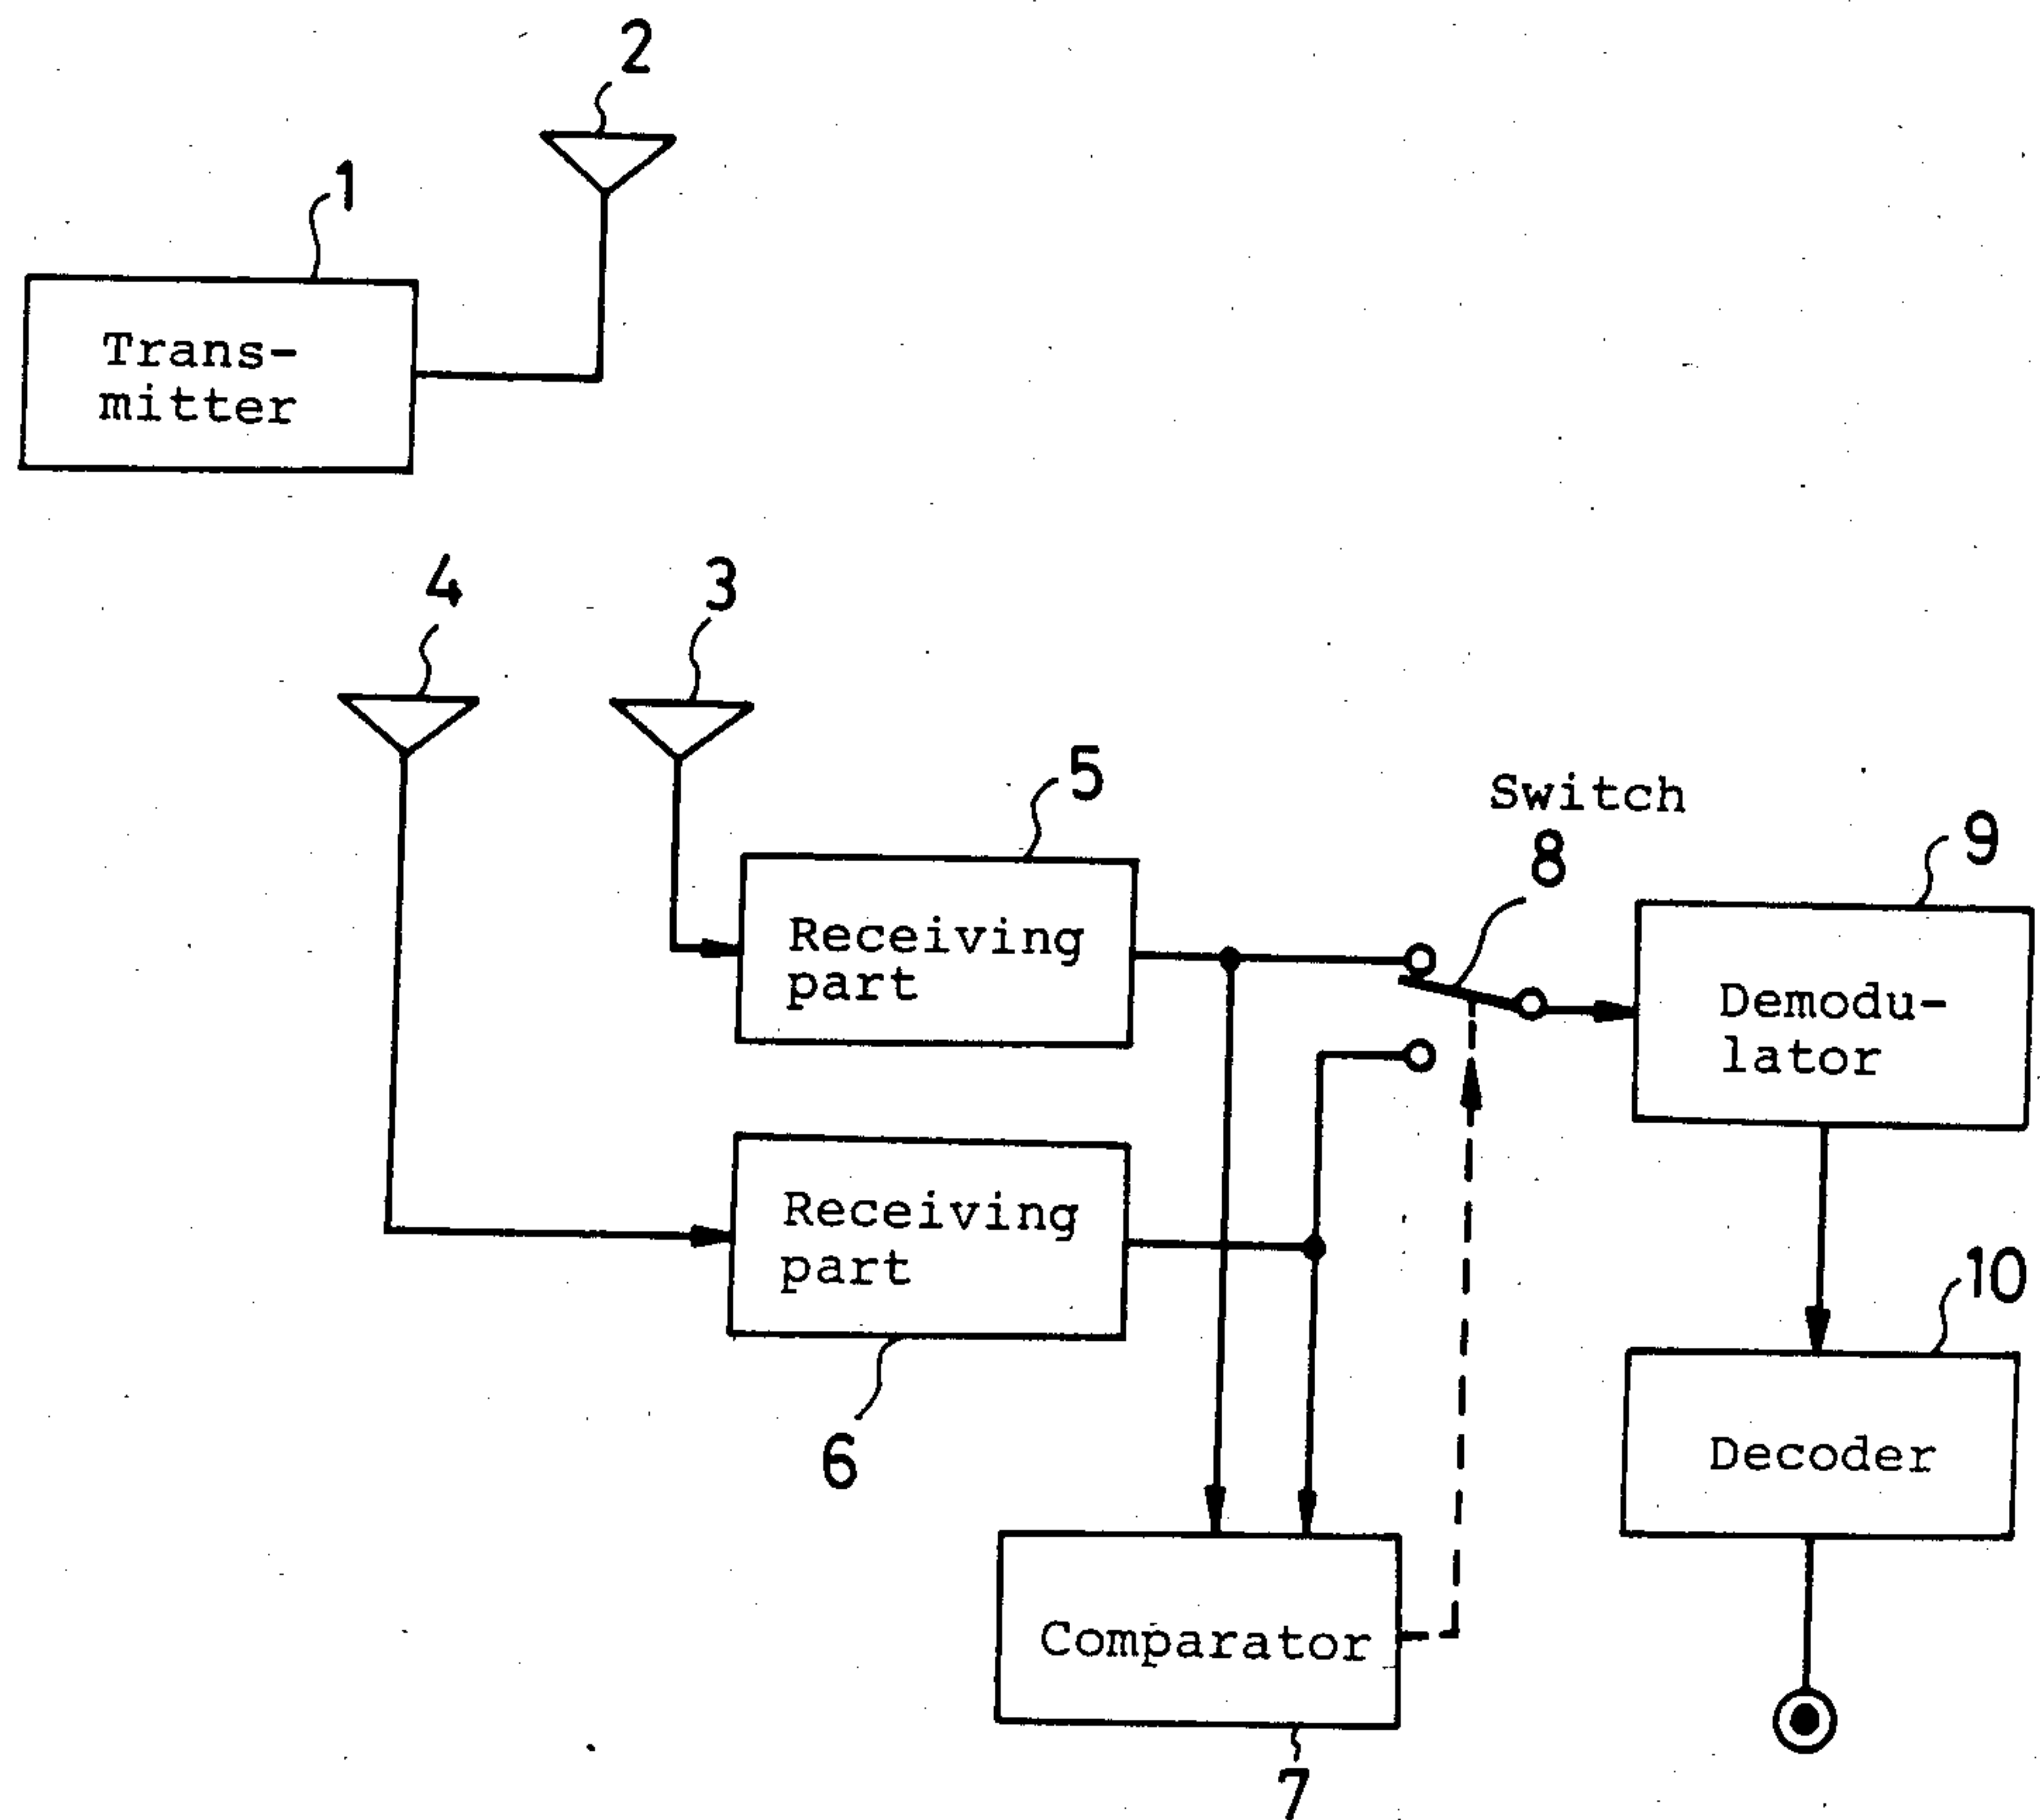 2
1
Trans-
mitter
4
3
5
Switch
8
9
Receiving
part
Demodu-
lator
Receiving
part
10
6
Decoder
Comparator
7